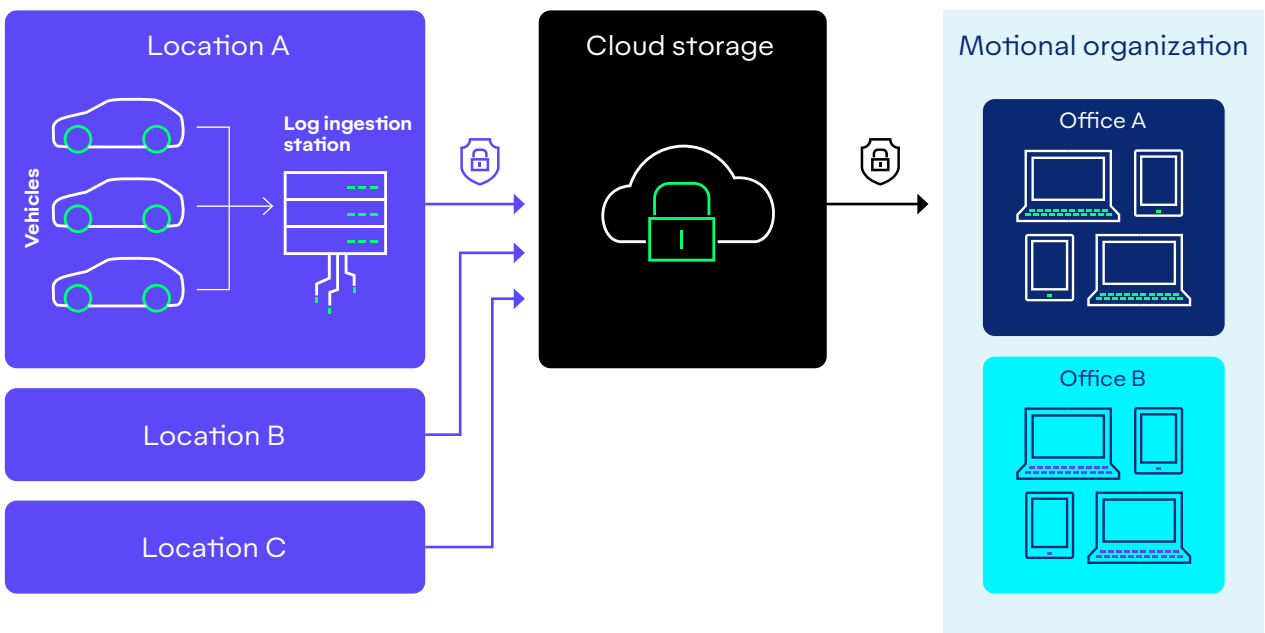 Location A
Vehicles
Log ingestion
station
Location B
Location C
Cloud storage
Motional organization
Office A
Office B